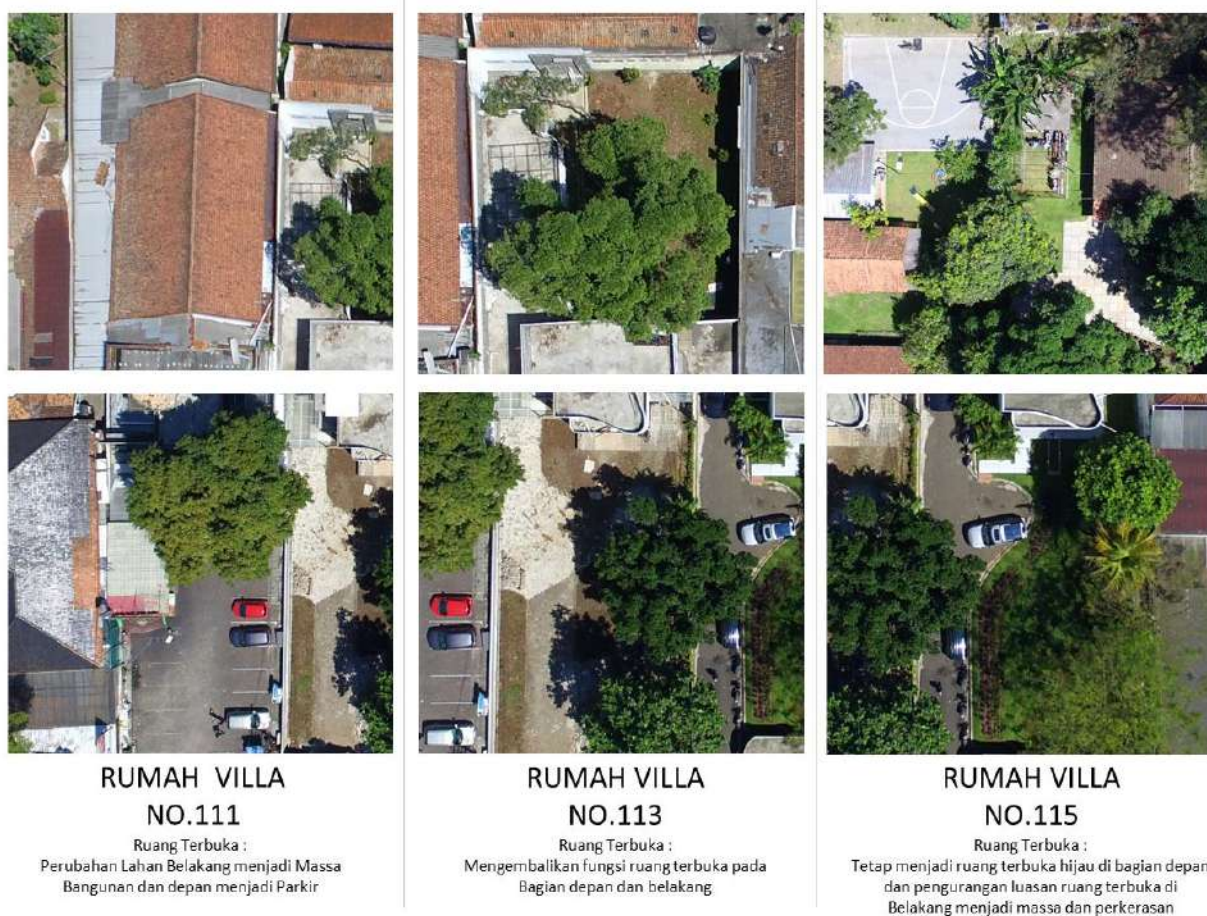 RUMAH VILLA
NO.111
Ruang Terbuka :
Perubahan Lahan Belakang menjadi Massa
Bangunan dan depan menjadi Parkir
RUMAH VILLA
NO.113
Ruang Terbuka :
Mengembalikan fungsi ruang terbuka pada
Bagian depan dan belakang
RUMAH VILLA
NO.115
Ruang Terbuka :
Tetap menjadi ruang terbuka hijau di bagian depan
dan pengurangan luasan ruang terbuka di
Belakang menjadi massa dan perkerasan